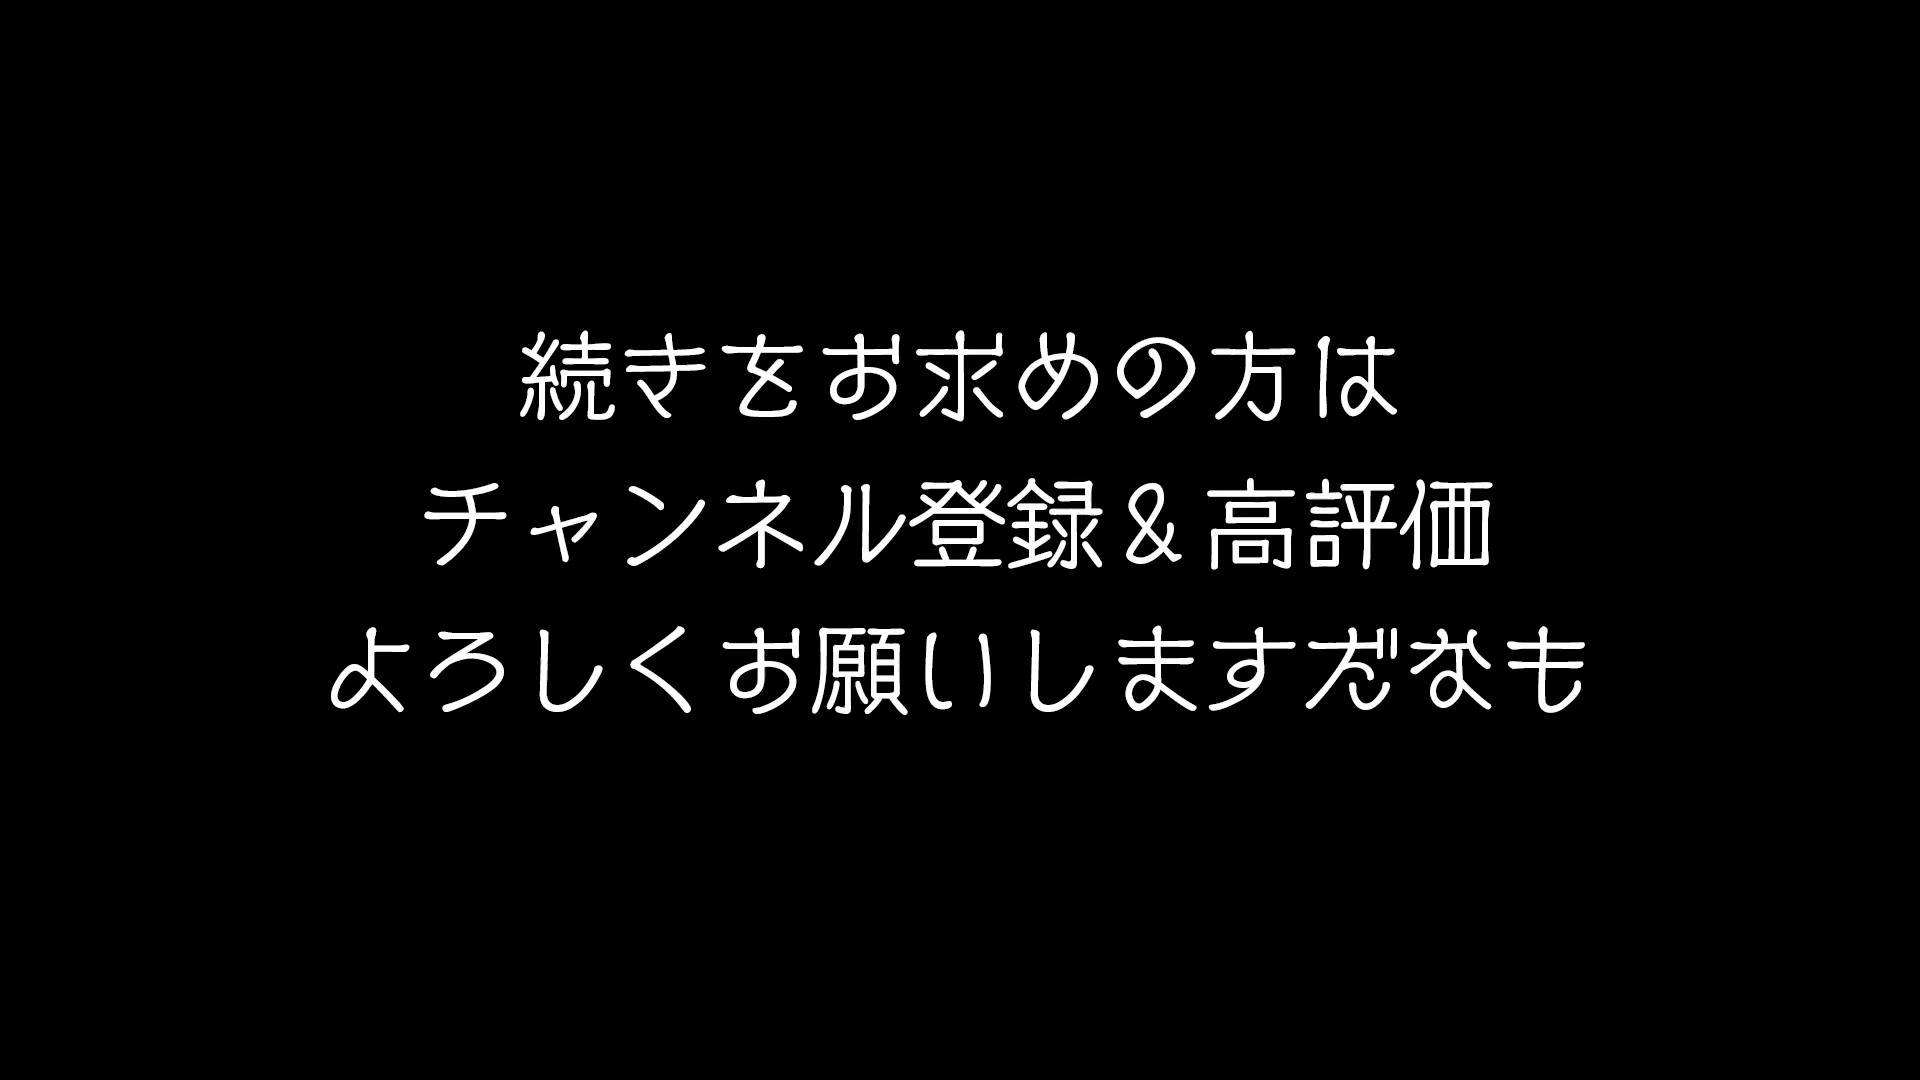 続きをお求めの方は
チャンネル登録＆高評価
よろしくお願いしますだなも